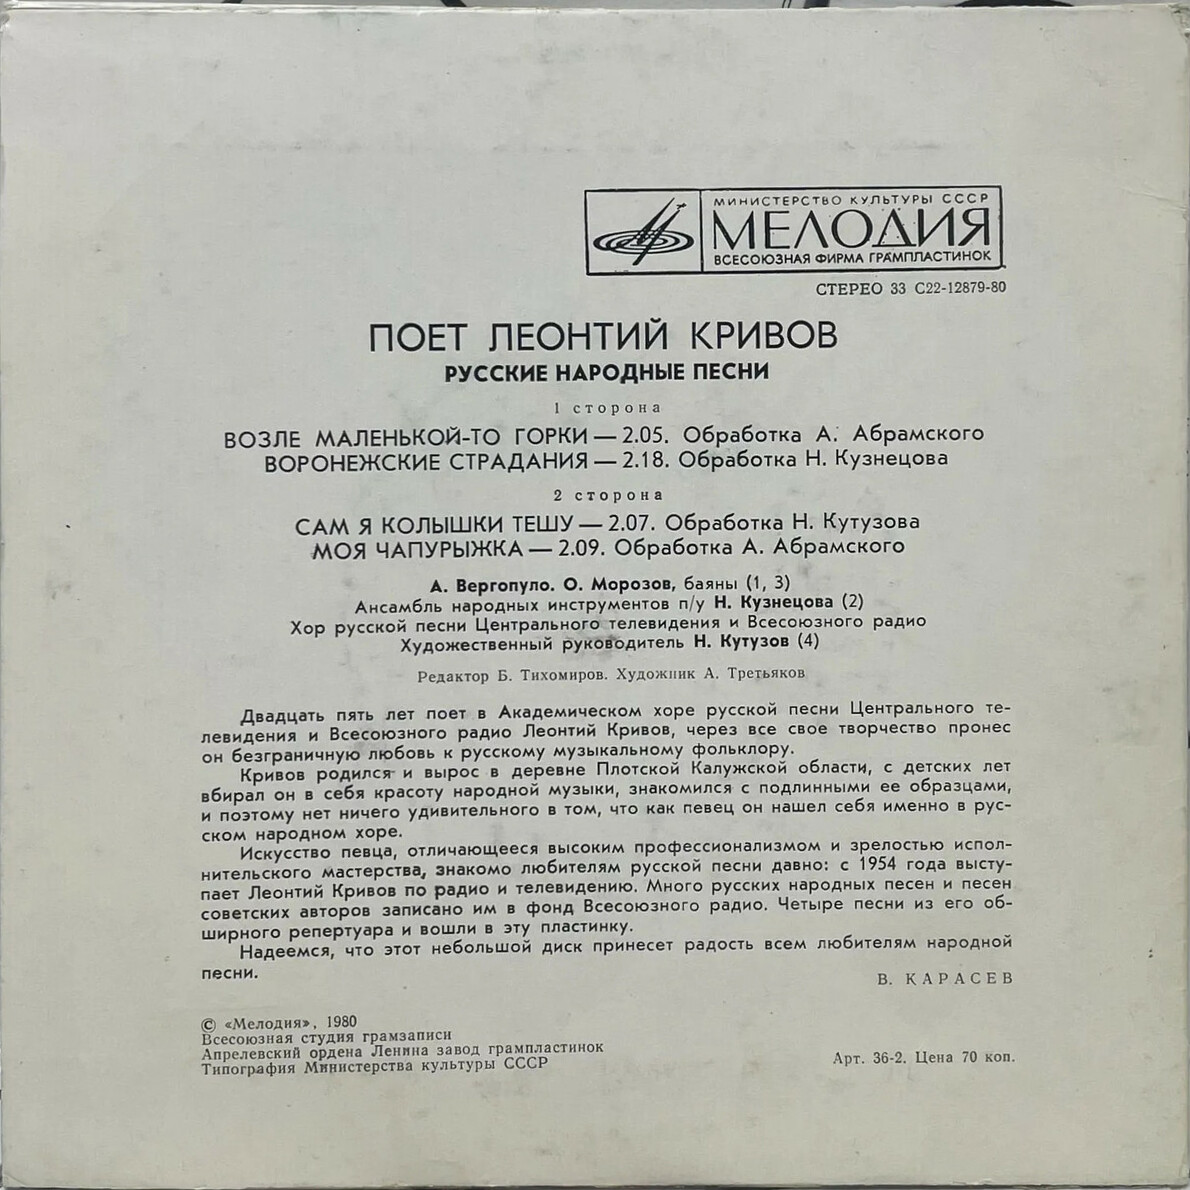 МИНИСТЕРСТВО КУЛЬТУРЫ СССР
МЕЛОДИЯ
ВСЕСОЮЗНАЯ ФИРМА ГРАМПЛАСТИНОК
СТЕРЕО 33 С22-12879-80
ПОЕТ ЛЕОНТИЙ КРИВОВ
РУССКИЕ НАРОДНЫЕ ПЕСНИ
1 сторона
ВОЗЛЕ МАЛЕНЬКОЙ-ТО ГОРКИ — 2.05. Обработка А. Абрамского
ВОРОНЕЖСКИЕ СТРАДАНИЯ — 2.18. Обработка Н. Кузнецова
2 сторона
САМ Я КОЛЫШКИ ТЕШУ — 2.07. Обработка Н. Кутузова
МОЯ ЧАПУРЫЖКА — 2.09. Обработка А. Абрамского
А. Вергопуло. О. Морозов, баяны (1, 3)
Ансамбль народных инструментов п/у Н. Кузнецова (2)
Хор русской песни Центрального телевидения и Всесоюзного радио
Художественный руководитель Н. Кутузов (4)
Редактор Б. Тихомиров. Художник А. Третьяков
Двадцать пять лет поет в Академическом хоре русской песни Центрального те-
левидения и Всесоюзного радио Леонтий Кривов, через все свое творчество пронес
он безграничную любовь к русскому музыкальному фольклору.
Кривов родился и вырос в деревне Плотской Калужской области, с детских лет
вбирал он в себя красоту народной музыки, знакомился с подлинными ее образцами,
и поэтому нет ничего удивительного в том, что как певец он нашел себя именно в рус-
ском народном хоре.
Искусство певца, отличающееся высоким профессионализмом и зрелостью испол-
нительского мастерства, знакомо любителям русской песни давно: с 1954 года высту-
пает Леонтий Кривов по радио и телевидению. Много русских народных песен и песен
советских авторов записано им в фонд Всесоюзного радио. Четыре песни из его об-
ширного репертуара и вошли в эту пластинку.
Надеемся, что этот небольшой диск принесет радость всем любителям народной
песни.
В. КАРАСЕВ
© «Мелодия», 1980
Всесоюзная студия грамзаписи
Апрелевский ордена Ленина завод грампластинок
Типография Министерства культуры СССР
Арт. 36-2. Цена 70 коп.